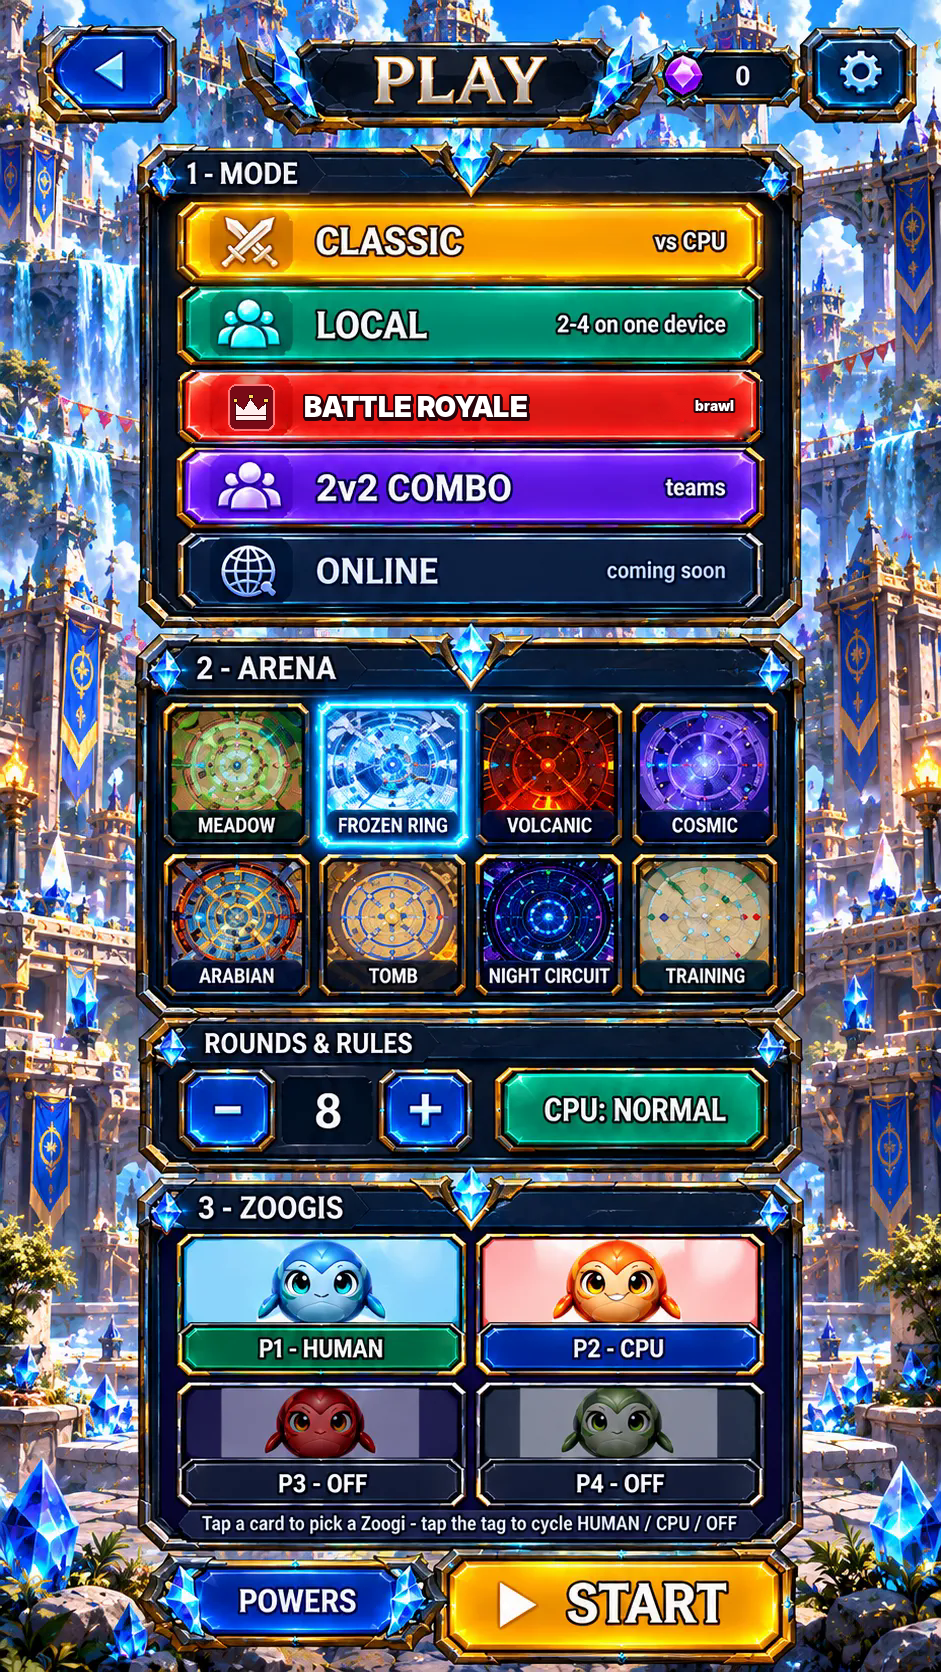 PLAY
0
1 - MODE
CLASSIC
vs CPU
LOCAL
2-4 on one device
BATTLE ROYALE
brawl
2v2 COMBO
teams
ONLINE
coming soon
2 - ARENA
MEADOW
FROZEN RING
VOLCANIC
COSMIC
ARABIAN
TOMB
NIGHT CIRCUIT
TRAINING
ROUNDS & RULES
8
CPU: NORMAL
3 - ZOOGIS
P1 - HUMAN
P2 - CPU
P3 - OFF
P4 - OFF
Tap a card to pick a Zoogi - tap the tag to cycle HUMAN / CPU / OFF
POWERS
START